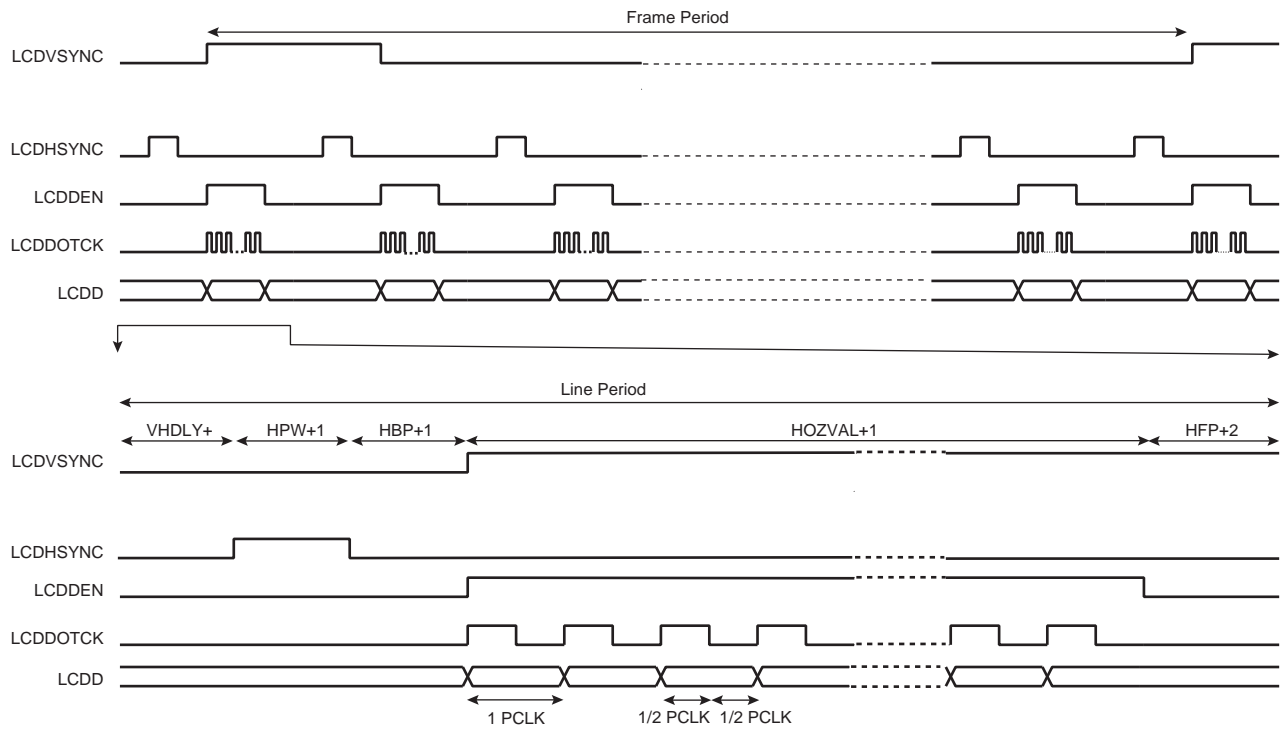 Frame Period
LCDVSYNC
LCDHSYNC
LCDDEN
LCDDOTCK
LCDD
Line Period
VHDLY+ HPW+1 HBP+1 HOZVAL+1 HFP+2
LCDVSYNC
LCDHSYNC
LCDDEN
LCDDOTCK
LCDD
1 PCLK 1/2 PCLK 1/2 PCLK